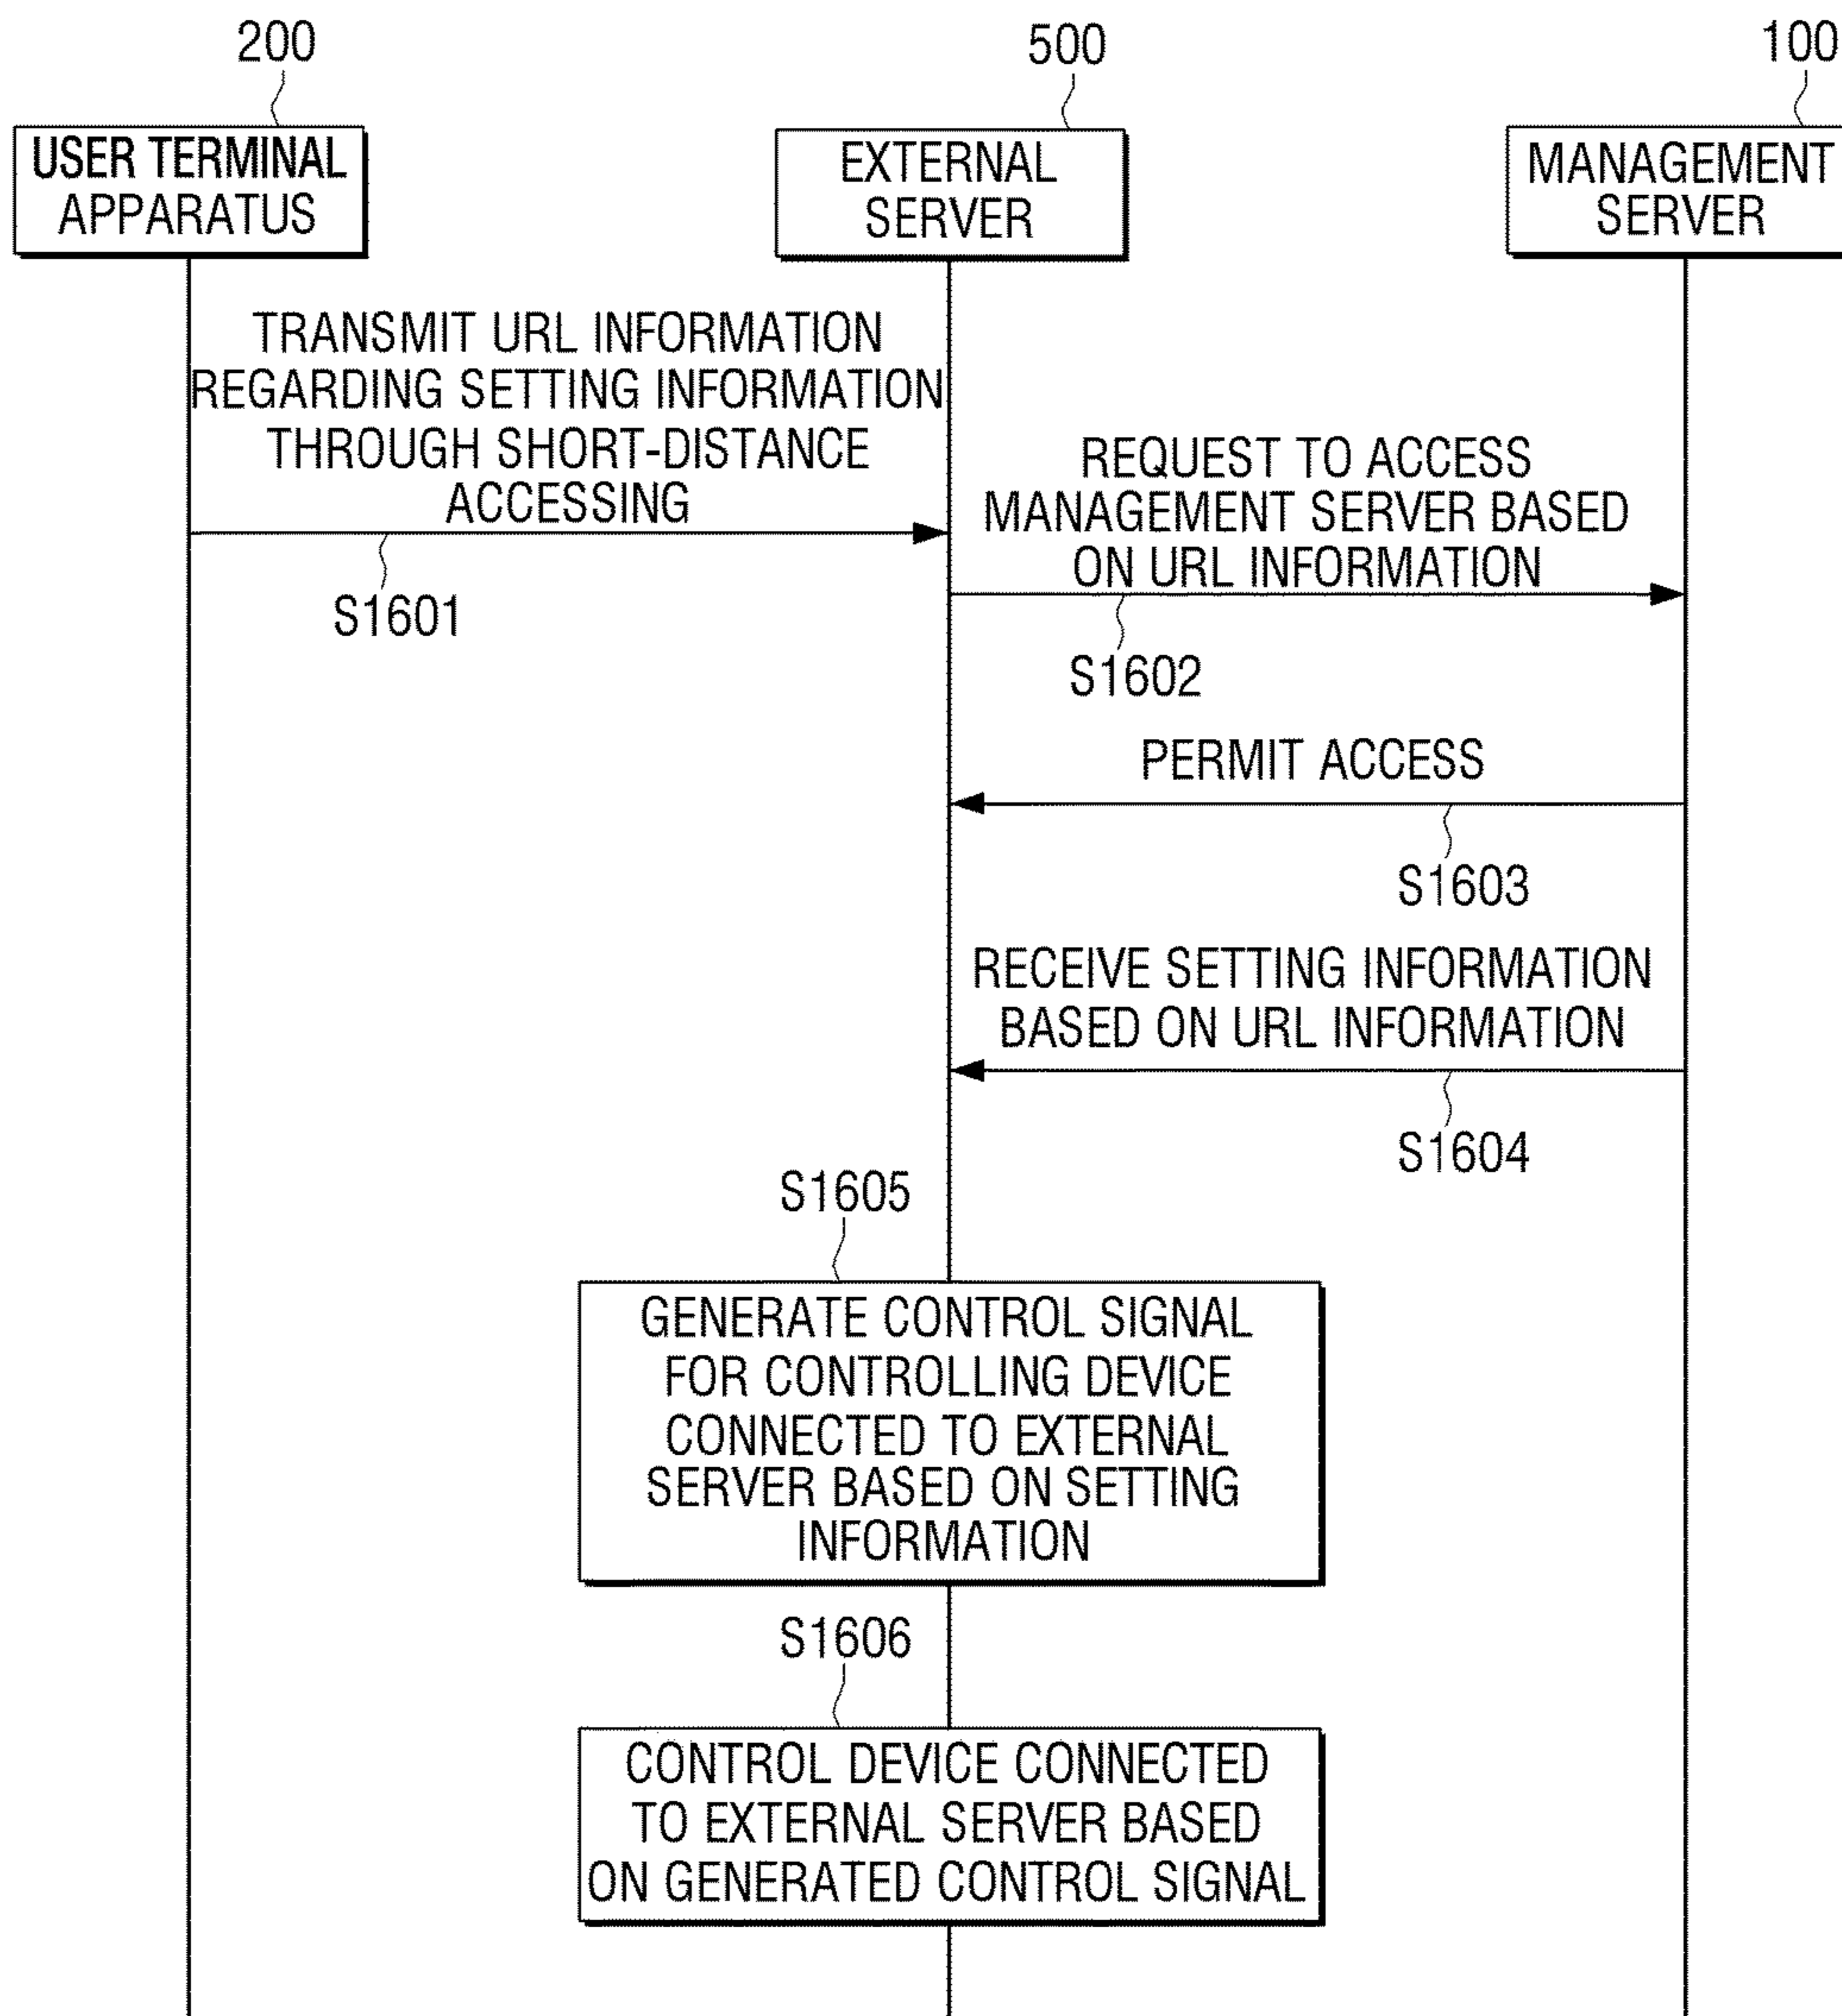 200
500
100
USER TERMINAL
APPARATUS
EXTERNAL
SERVER
MANAGEMENT
SERVER
TRANSMIT URL INFORMATION
REGARDING SETTING INFORMATION
THROUGH SHORT-DISTANCE
ACCESSING
S1601
REQUEST TO ACCESS
MANAGEMENT SERVER BASED
ON URL INFORMATION
S1602
PERMIT ACCESS
S1603
RECEIVE SETTING INFORMATION
BASED ON URL INFORMATION
S1604
S1605
GENERATE CONTROL SIGNAL
FOR CONTROLLING DEVICE
CONNECTED TO EXTERNAL
SERVER BASED ON SETTING
INFORMATION
S1606
CONTROL DEVICE CONNECTED
TO EXTERNAL SERVER BASED
ON GENERATED CONTROL SIGNAL